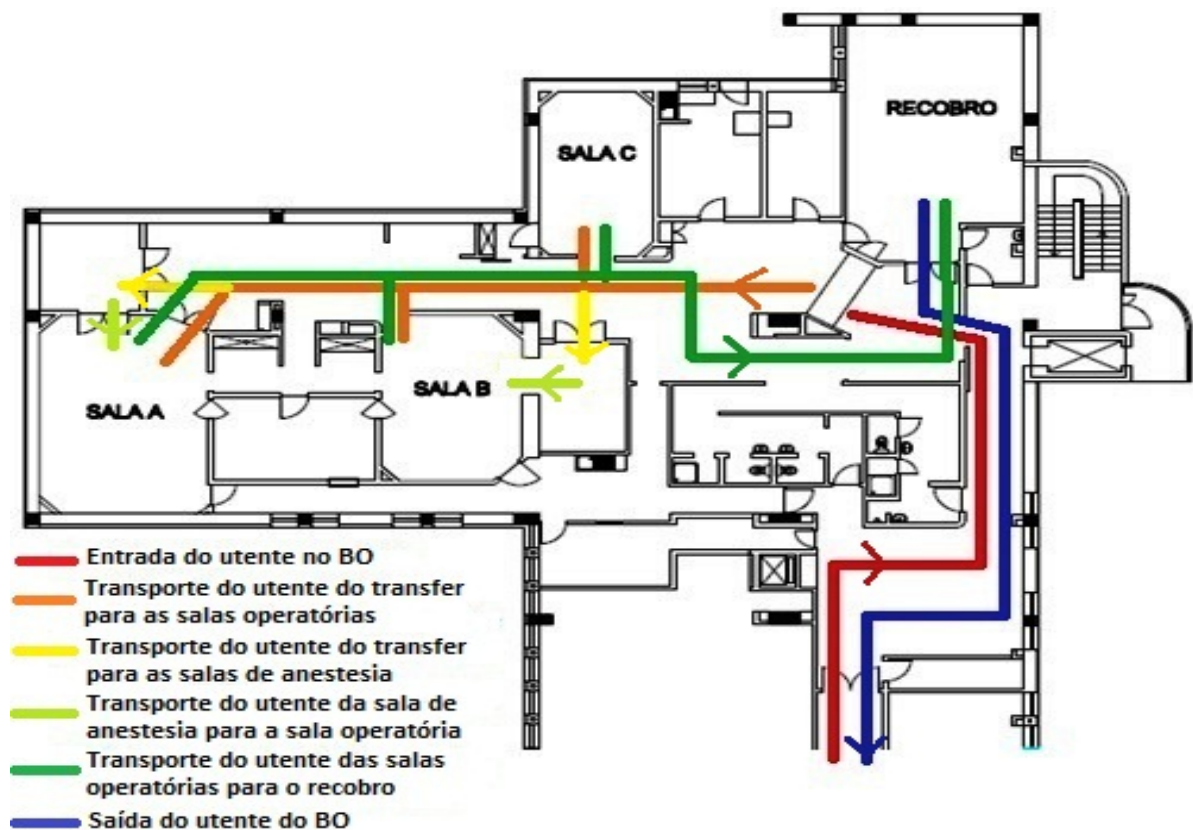 RECOBRO
SALA C
SALA B
SALA A
Entrada do utente no BO
Transporte do utente do transfer
para as salas operatórias
Transporte do utente do transfer
para as salas de anestesia
Transporte do utente da sala de
anestesia para a sala operatória
Transporte do utente das salas
operatórias para o recobro
Saída do utente do BO